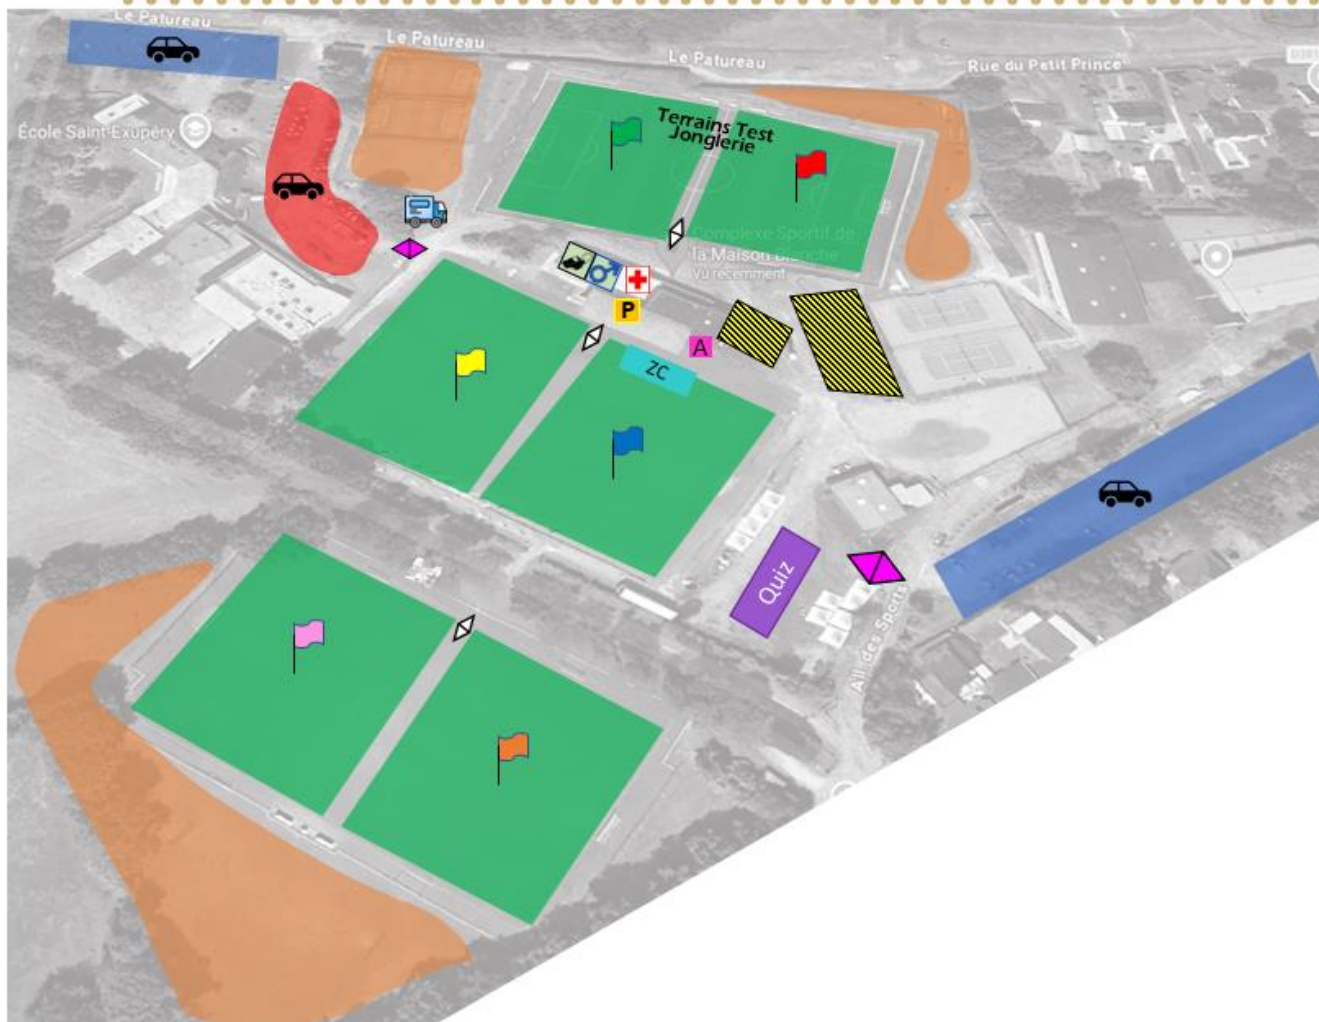 Le Patureau
Le Patureau
Le Patureau
Rue du Petit Prince
École Saint-Exupéry
Terrains Test
Jonglerie
Complexe Sportif de
la Maison Blanche
Vu récemment
P
A
ZC
Quiz
All. des Sports